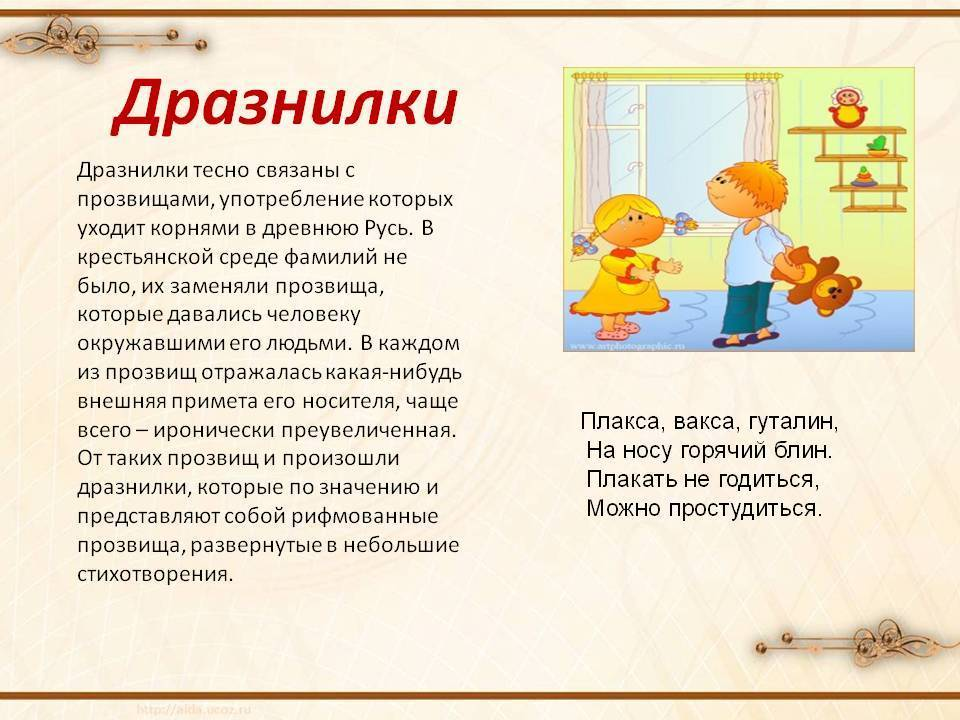 Дразнилки
Дразнилки тесно связаны с
прозвищами, употребление которых
уходит корнями в древнюю Русь. В
крестьянской среде фамилий не
было, их заменяли прозвища,
которые давались человеку
окружавшими его людьми. В каждом
из прозвищ отражалась какая-нибудь
внешняя примета его носителя, чаще
всего – иронически преувеличенная.
От таких прозвищ и произошли
дразнилки, которые по значению и
представляют собой рифмованные
прозвища, развернутые в небольшие
стихотворения.
www.artphotographic.ru
Плакса, вакса, гуталин,
На носу горячий блин.
Плакать не годиться,
Можно простудиться.
http://aida.ucoz.ru